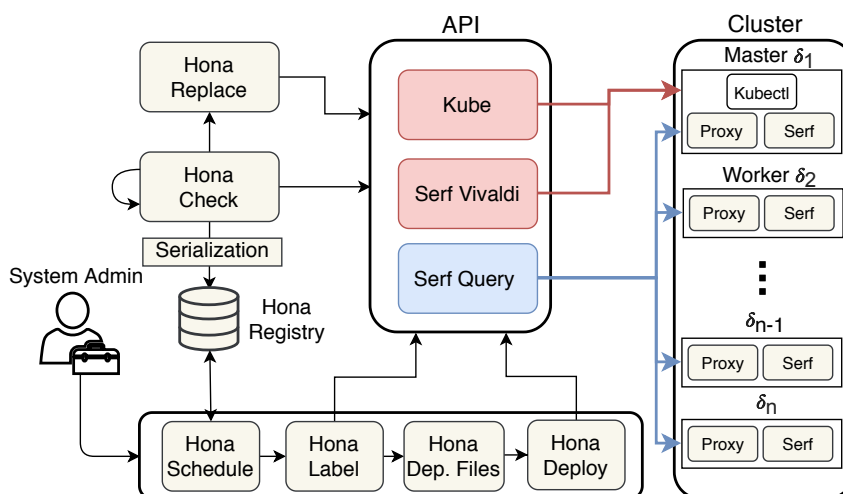 API
Cluster
Hona
Replace
Hona
Check
Serialization
System Admin
Hona
Registry
Kube
Serf Vivaldi
Serf Query
Master δ1
Kubectl
Proxy
Serf
Worker δ2
Proxy
Serf
δn-1
Proxy
Serf
δn
Proxy
Serf
Hona
Schedule
Hona
Label
Hona
Dep. Files
Hona
Deploy